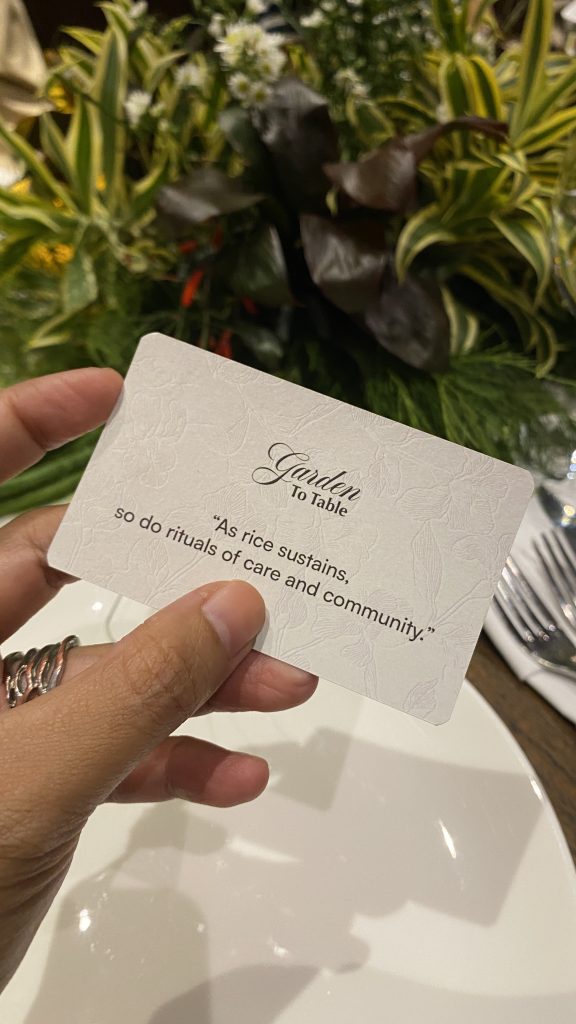 Garden
To Table
“As rice sustains,
so do rituals of care and community.”